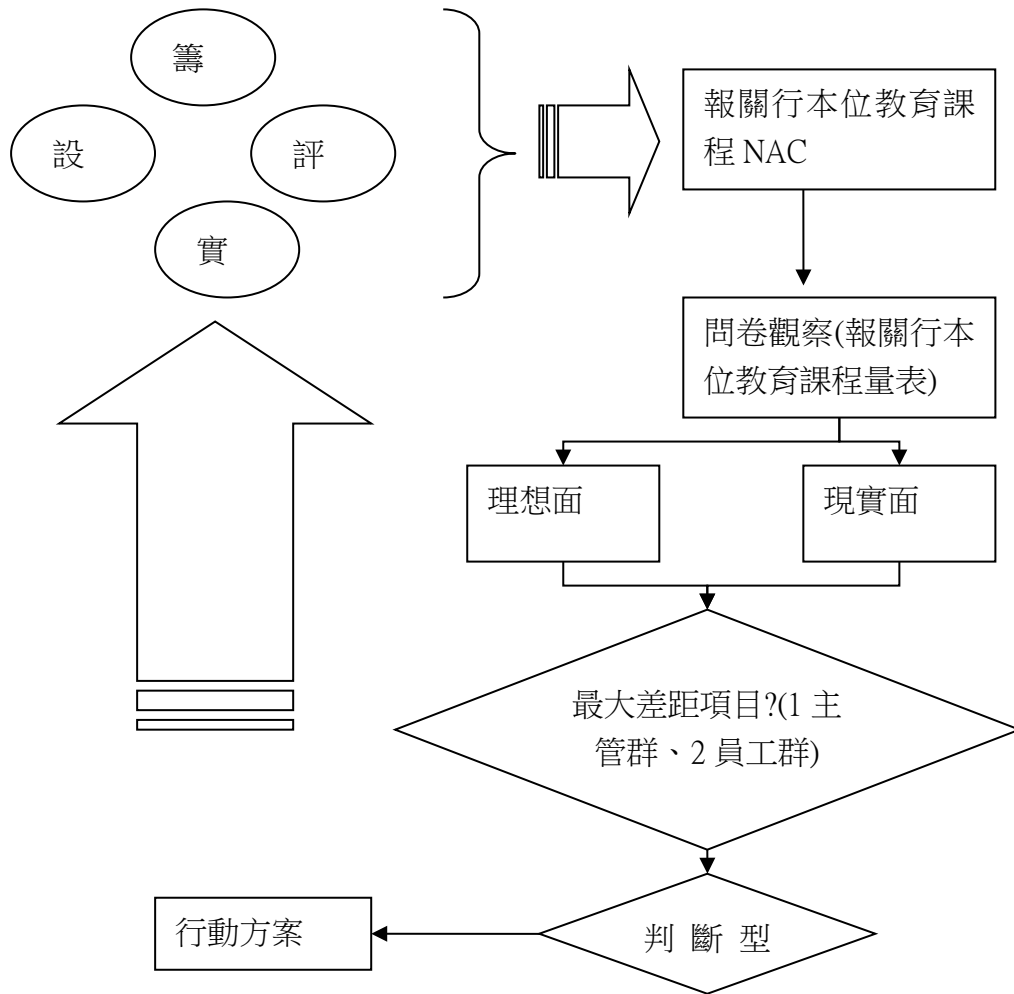 籌
設
評
實
報關行本位教育課
程 NAC
問卷觀察(報關行本
位教育課程量表)
理想面
現實面
最大差距項目?(1 主
管群、2 員工群)
判 斷 型
行動方案